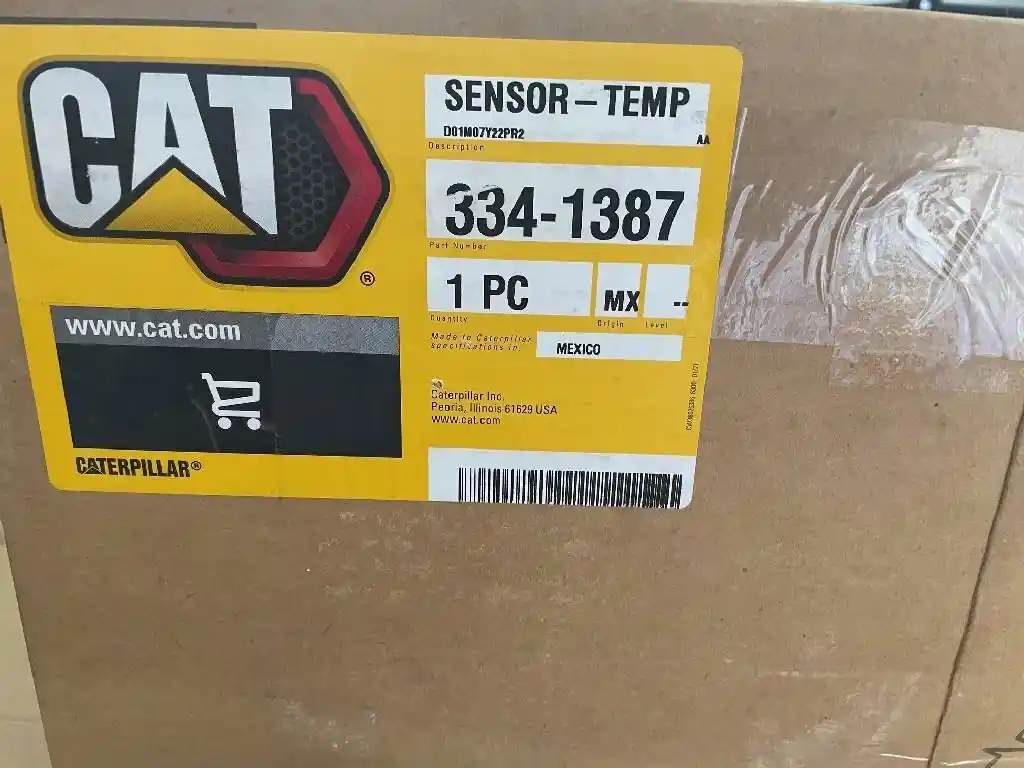 CAT
®
www.cat.com
CATERPILLAR®
SENSOR-TEMP
D01M07Y22PR2 AA
Description
334-1387
Part Number
1 PC MX --
Quantity Origin Level
Made to Caterpillar
specifications in: MEXICO
Caterpillar Inc.
Peoria, Illinois 61629 USA
www.cat.com